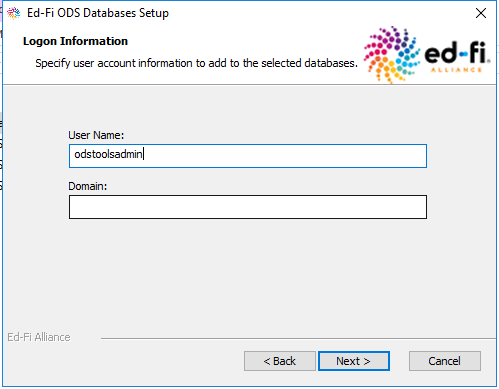 Ed-Fi ODS Databases Setup
Logon Information
Specify user account information to add to the selected databases.
ed-fi
ALLIANCE
User Name:
odstoolsadmin
Domain:
Ed-Fi Alliance
< Back
Next >
Cancel